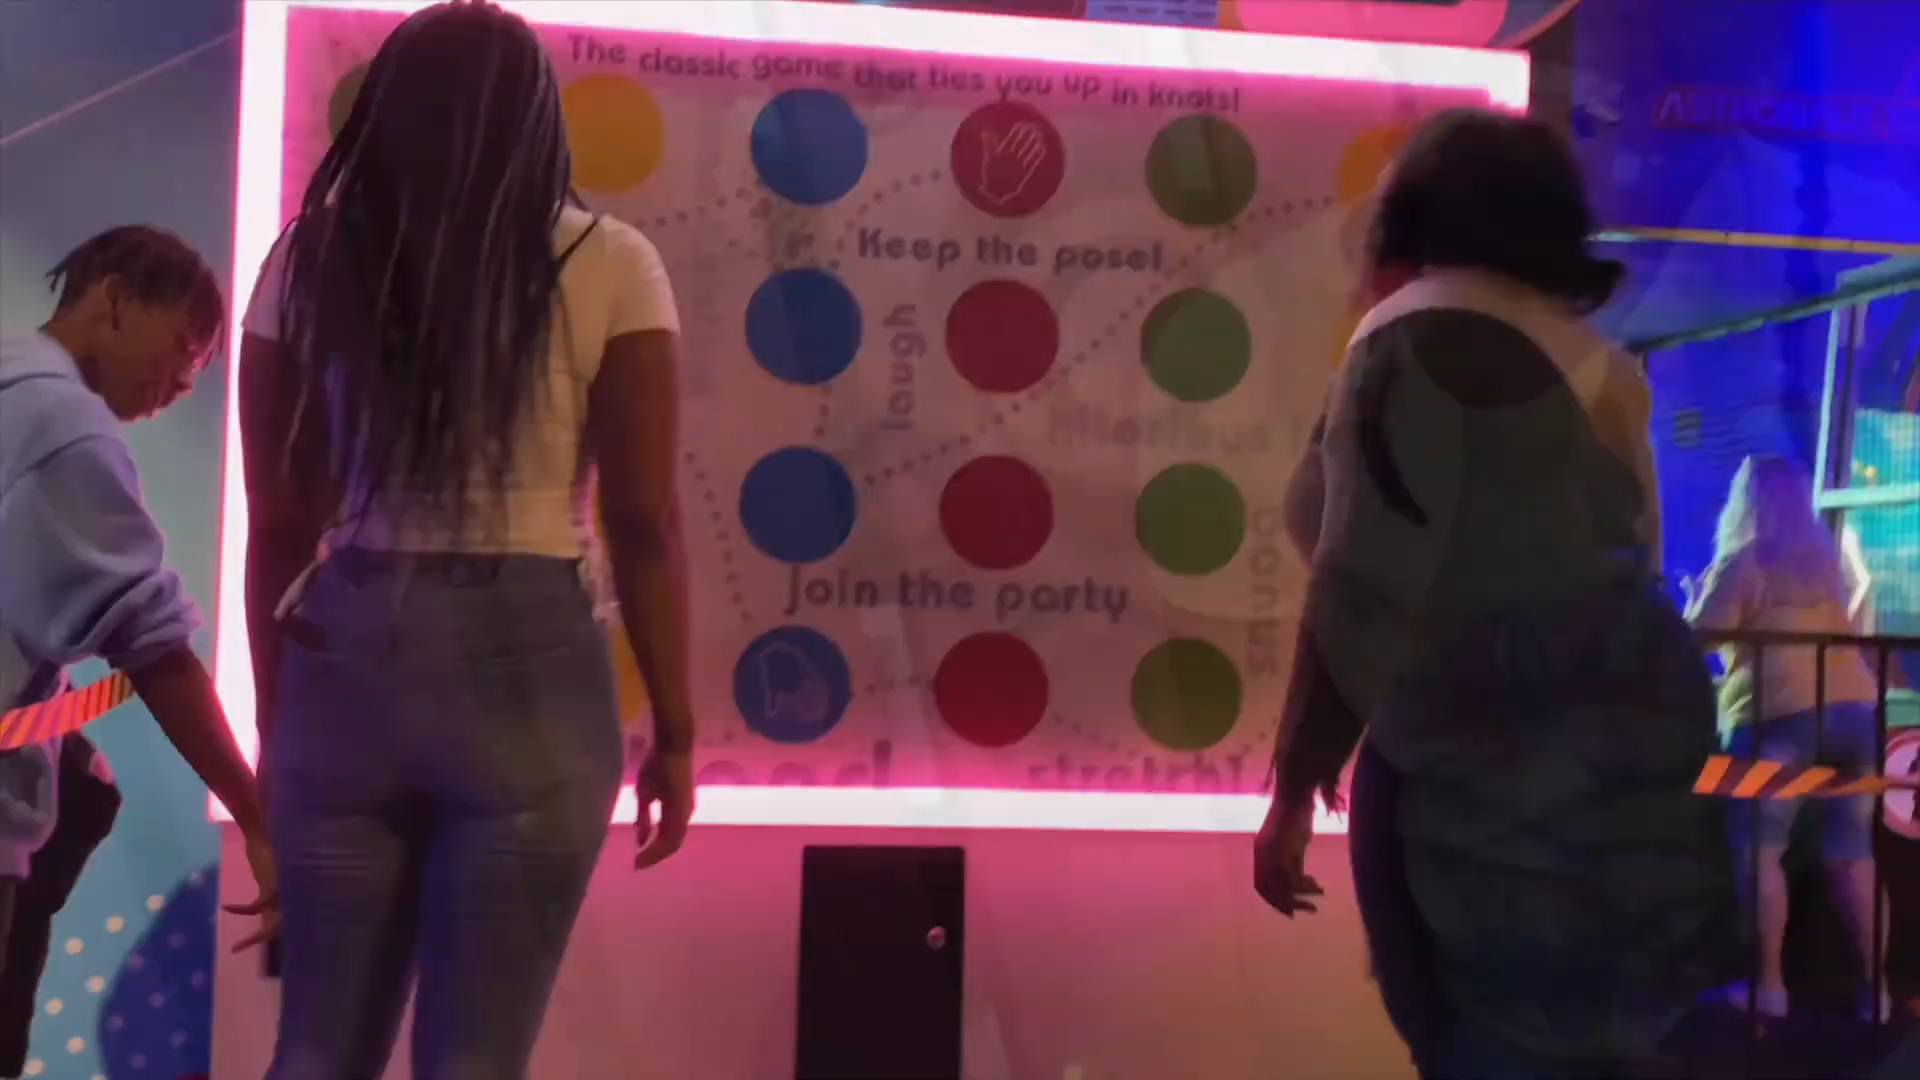 The classic game that ties you up in knots!
Keep the pose!
laugh
Join the party
bonus
stretch!